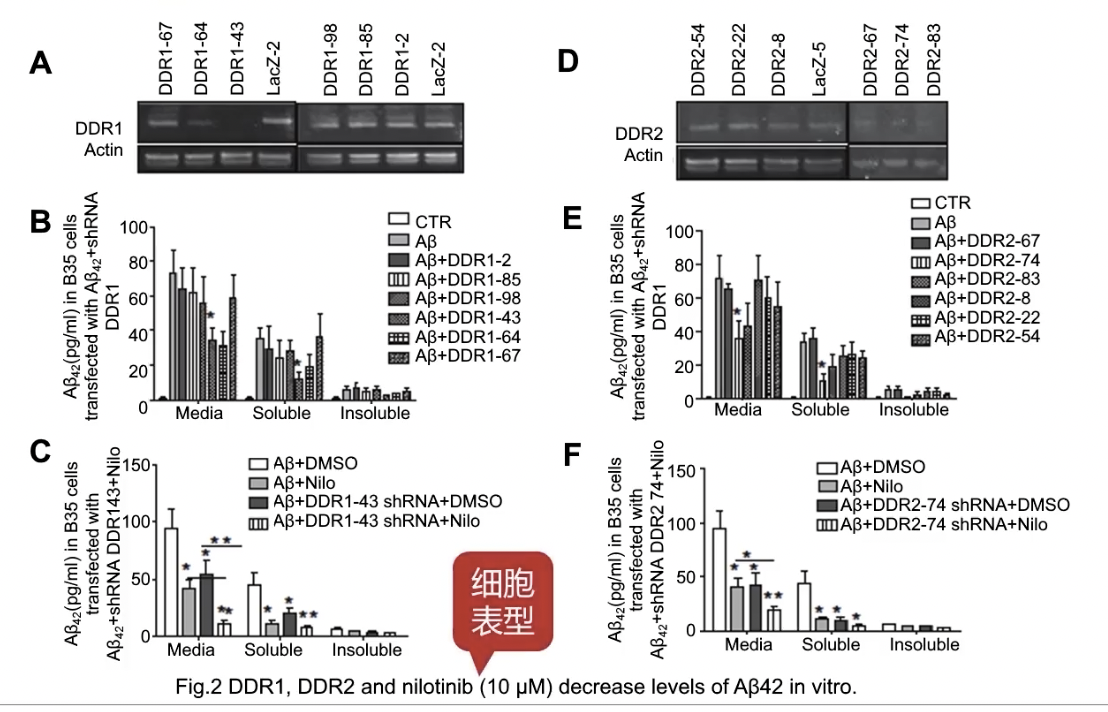 A
DDR1-67
DDR1-64
DDR1-43
LacZ-2
DDR1-98
DDR1-85
DDR1-2
LacZ-2
DDR1
Actin
D
DDR2-54
DDR2-22
DDR2-8
LacZ-5
DDR2-67
DDR2-74
DDR2-83
DDR2
Actin
B
Aβ42(pg/ml) in B35 cells
transfected with Aβ42+shRNA
DDR1
100
80
60
40
20
0
*
*
Media
Soluble
Insoluble
CTR
Aβ
Aβ+DDR1-2
Aβ+DDR1-85
Aβ+DDR1-98
Aβ+DDR1-43
Aβ+DDR1-64
Aβ+DDR1-67
E
Aβ42(pg/ml) in B35 cells
transfected with Aβ42+shRNA
DDR1
100
80
60
40
20
0
*
*
Media
Soluble
Insoluble
CTR
Aβ
Aβ+DDR2-67
Aβ+DDR2-74
Aβ+DDR2-83
Aβ+DDR2-8
Aβ+DDR2-22
Aβ+DDR2-54
C
Aβ42(pg/ml) in B35 cells
transfected with
Aβ42+shRNA DDR143+Nilo
150
100
50
0
**
*
*
**
*
*
**
Media
Soluble
Insoluble
Aβ+DMSO
Aβ+Nilo
Aβ+DDR1-43 shRNA+DMSO
Aβ+DDR1-43 shRNA+Nilo
细胞
表型
F
Aβ42(pg/ml) in B35 cells
transfected with
Aβ42+shRNA DDR2 74+Nilo
150
100
50
0
*
*
*
**
*
*
*
Media
Soluble
Insoluble
Aβ+DMSO
Aβ+Nilo
Aβ+DDR2-74 shRNA+DMSO
Aβ+DDR2-74 shRNA+Nilo
Fig.2 DDR1, DDR2 and nilotinib (10 μM) decrease levels of Aβ42 in vitro.